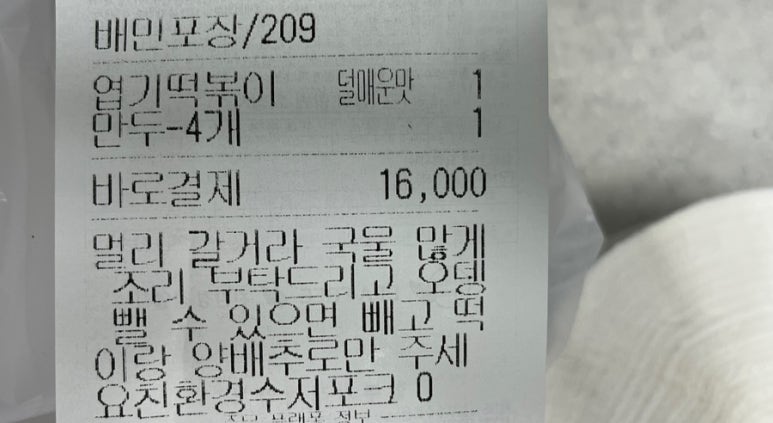 배민포장/209
엽기떡볶이 덜매운맛 1
만두-4개 1
바로결제 16,000
멀리 갈거라 국물 많게
조리 부탁드리고 오뎅
뺄 수 있으면 빼고 떡
이랑 양배추로만 주세
요친환경수저포크 0